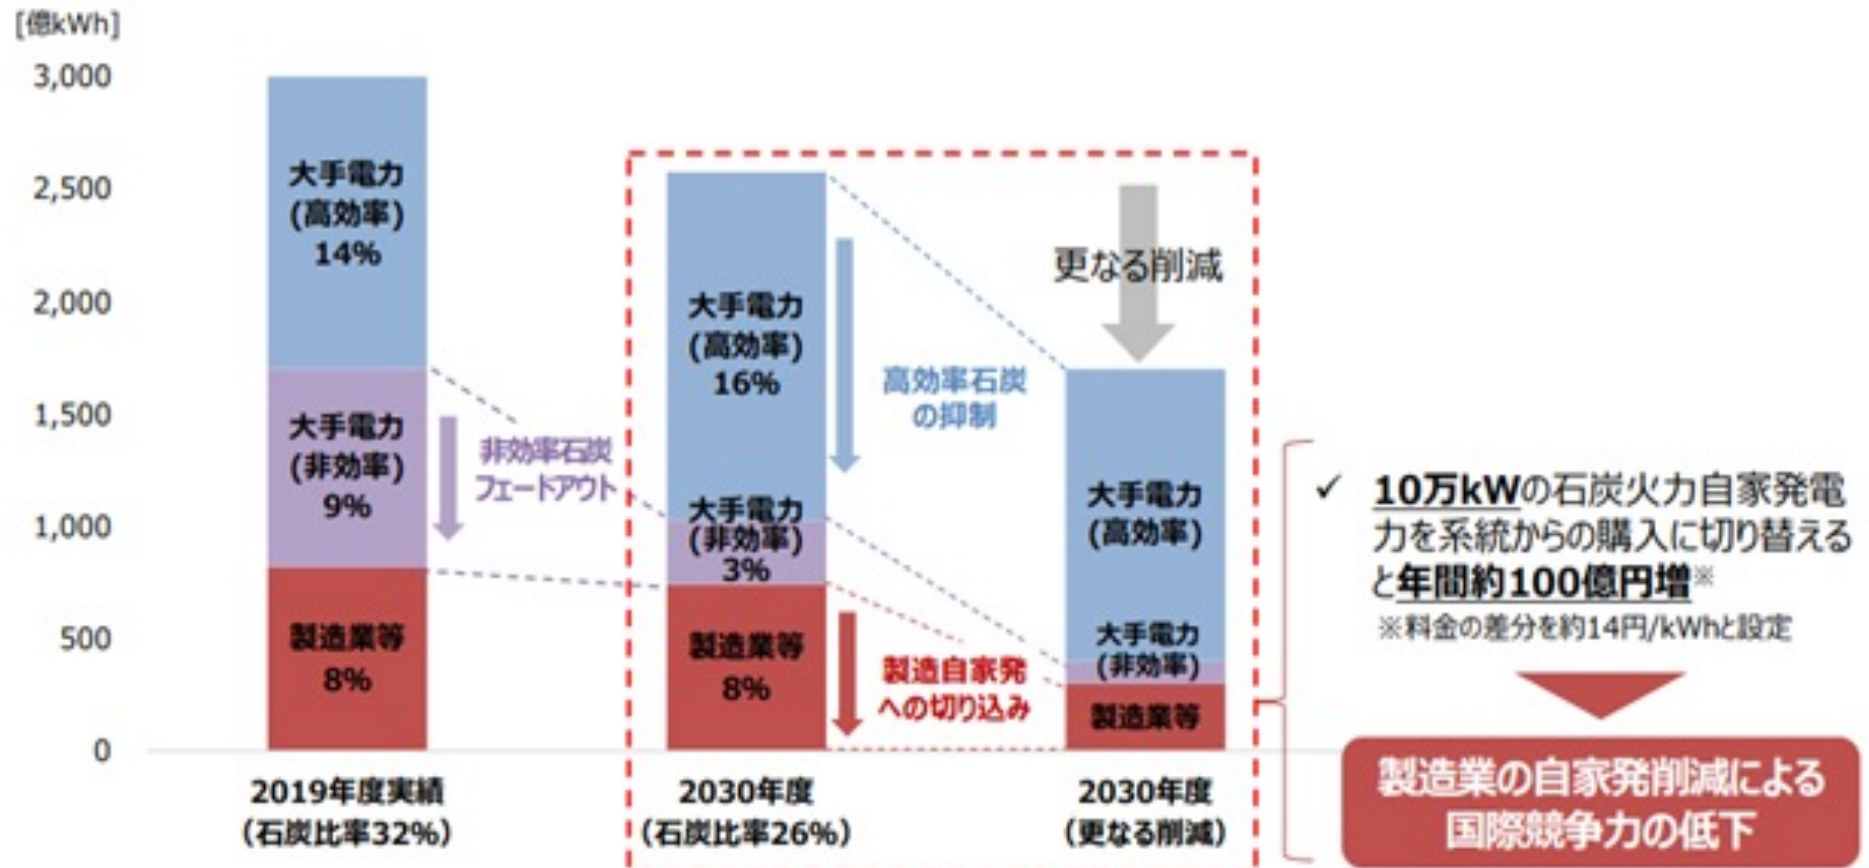 [億kWh]
3,000
2,500
2,000
1,500
1,000
500
0
大手電力
(高効率)
14%
大手電力
(非効率)
9%
製造業等
8%
2019年度実績
（石炭比率32%）
非効率石炭
フェードアウト
大手電力
(高効率)
16%
大手電力
(非効率)
3%
製造業等
8%
2030年度
（石炭比率26%）
高効率石炭
の抑制
製造自家発
への切り込み
更なる削減
大手電力
(高効率)
大手電力
(非効率)
製造業等
2030年度
（更なる削減）
✓ 10万kWの石炭火力自家発電
力を系統からの購入に切り替える
と年間約100億円増※
※料金の差分を約14円/kWhと設定
製造業の自家発削減による
国際競争力の低下